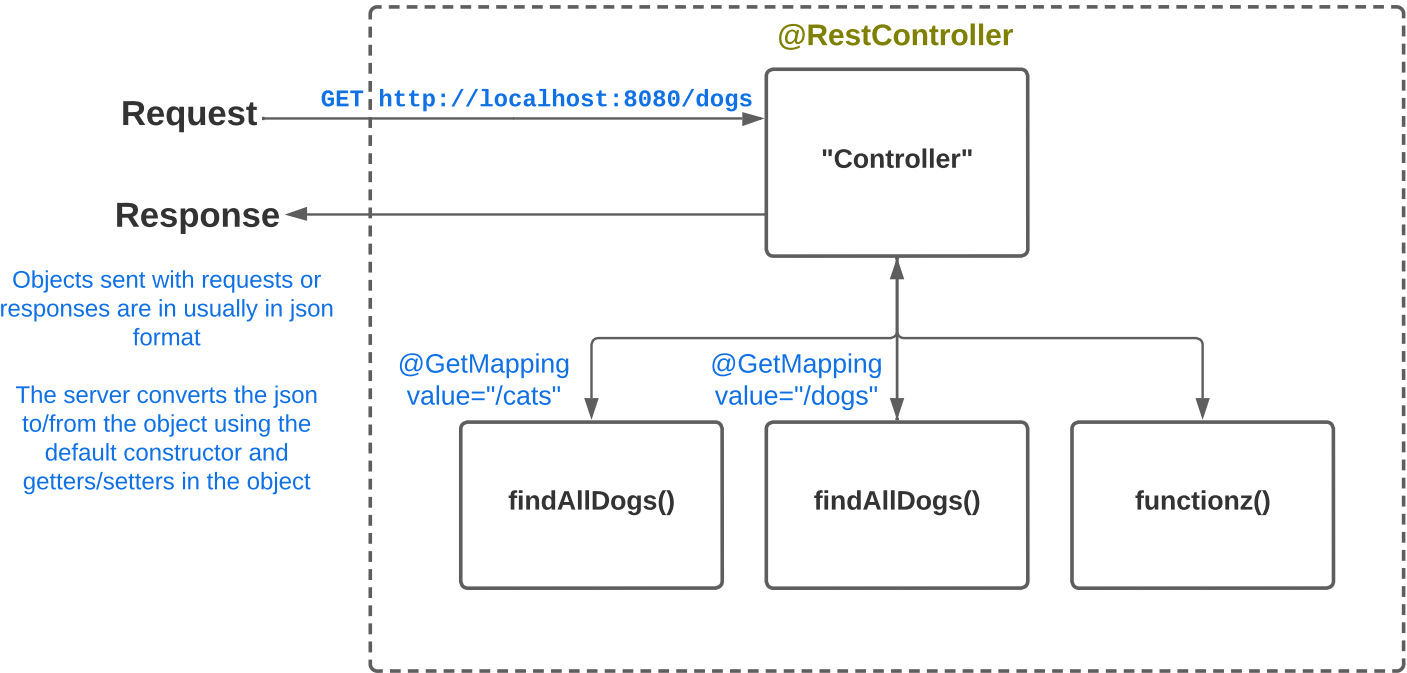 @RestController
GET http://localhost:8080/dogs
Request
"Controller"
Response
Objects sent with requests or
responses are in usually in json
format
The server converts the json
to/from the object using the
default constructor and
getters/setters in the object
@GetMapping
value="/cats"
@GetMapping
value="/dogs"
findAllDogs()
findAllDogs()
functionz()